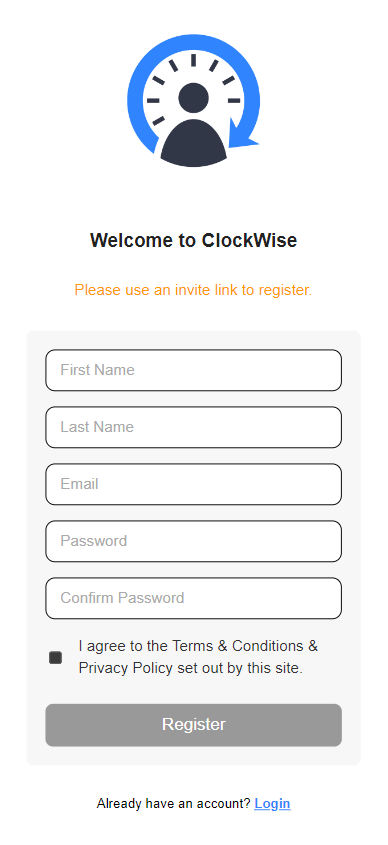 Welcome to ClockWise
Please use an invite link to register.
First Name
Last Name
Email
Password
Confirm Password
I agree to the Terms & Conditions &
Privacy Policy set out by this site.
Register
Already have an account? Login